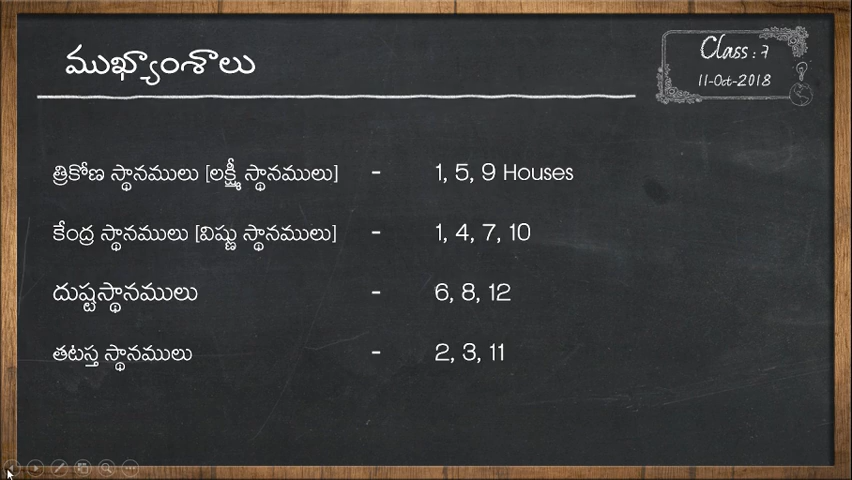 ముఖ్యాంశాలు
Class : 7
11-Oct-2018
త్రికోణ స్థానములు [లక్ష్మీ స్థానములు] - 1, 5, 9 Houses
కేంద్ర స్థానములు [విష్ణు స్థానములు] - 1, 4, 7, 10
దుష్టస్థానములు - 6, 8, 12
తటస్త స్థానములు - 2, 3, 11